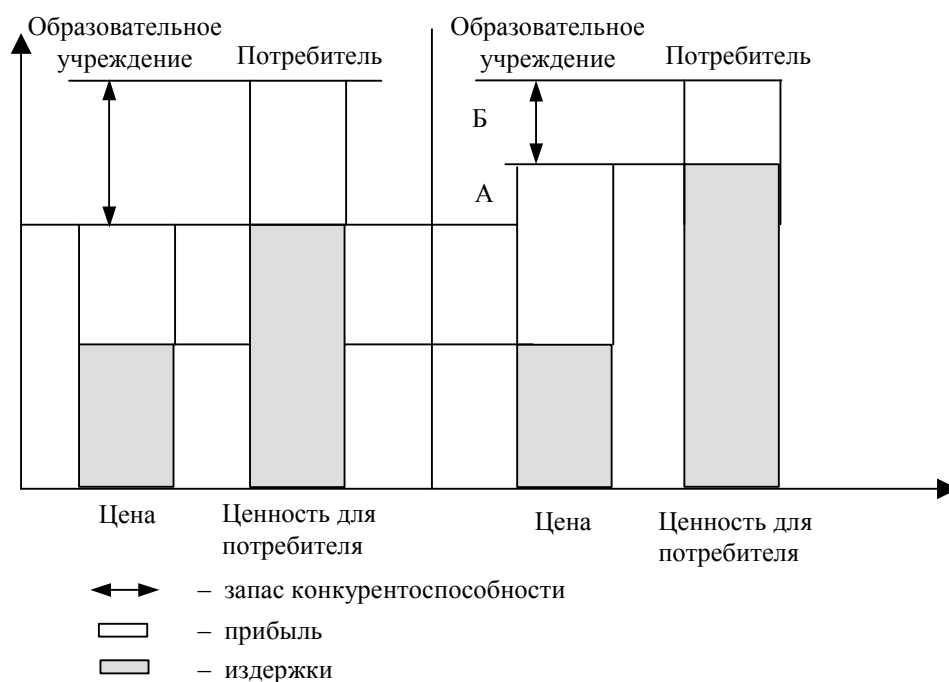 Образовательное
учреждение
Потребитель
Образовательное
учреждение
Потребитель
Б
А
Цена
Ценность для
потребителя
Цена
Ценность для
потребителя
– запас конкурентоспособности
– прибыль
– издержки